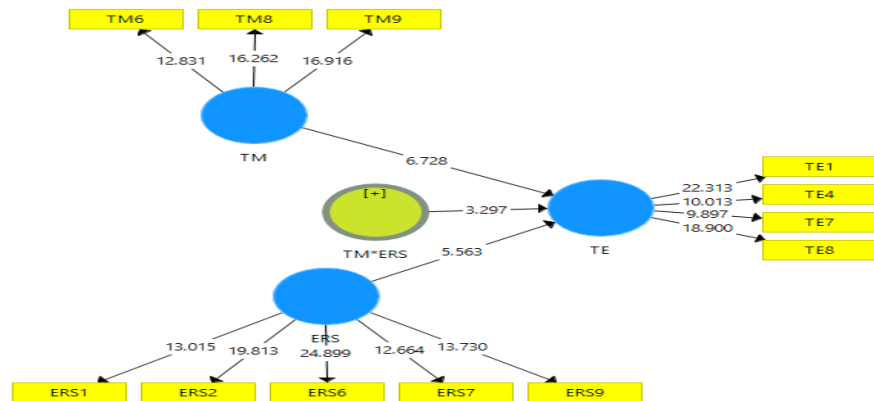 TM6 TM8 TM9
12.831 16.262 16.916
TM
6.728
[+]
3.297
TM*ERS
5.563
TE
TE1
22.313
TE4
10.013
TE7
9.897
18.900
TE8
ERS
13.015 19.813 24.899 12.664 13.730
ERS1 ERS2 ERS6 ERS7 ERS9